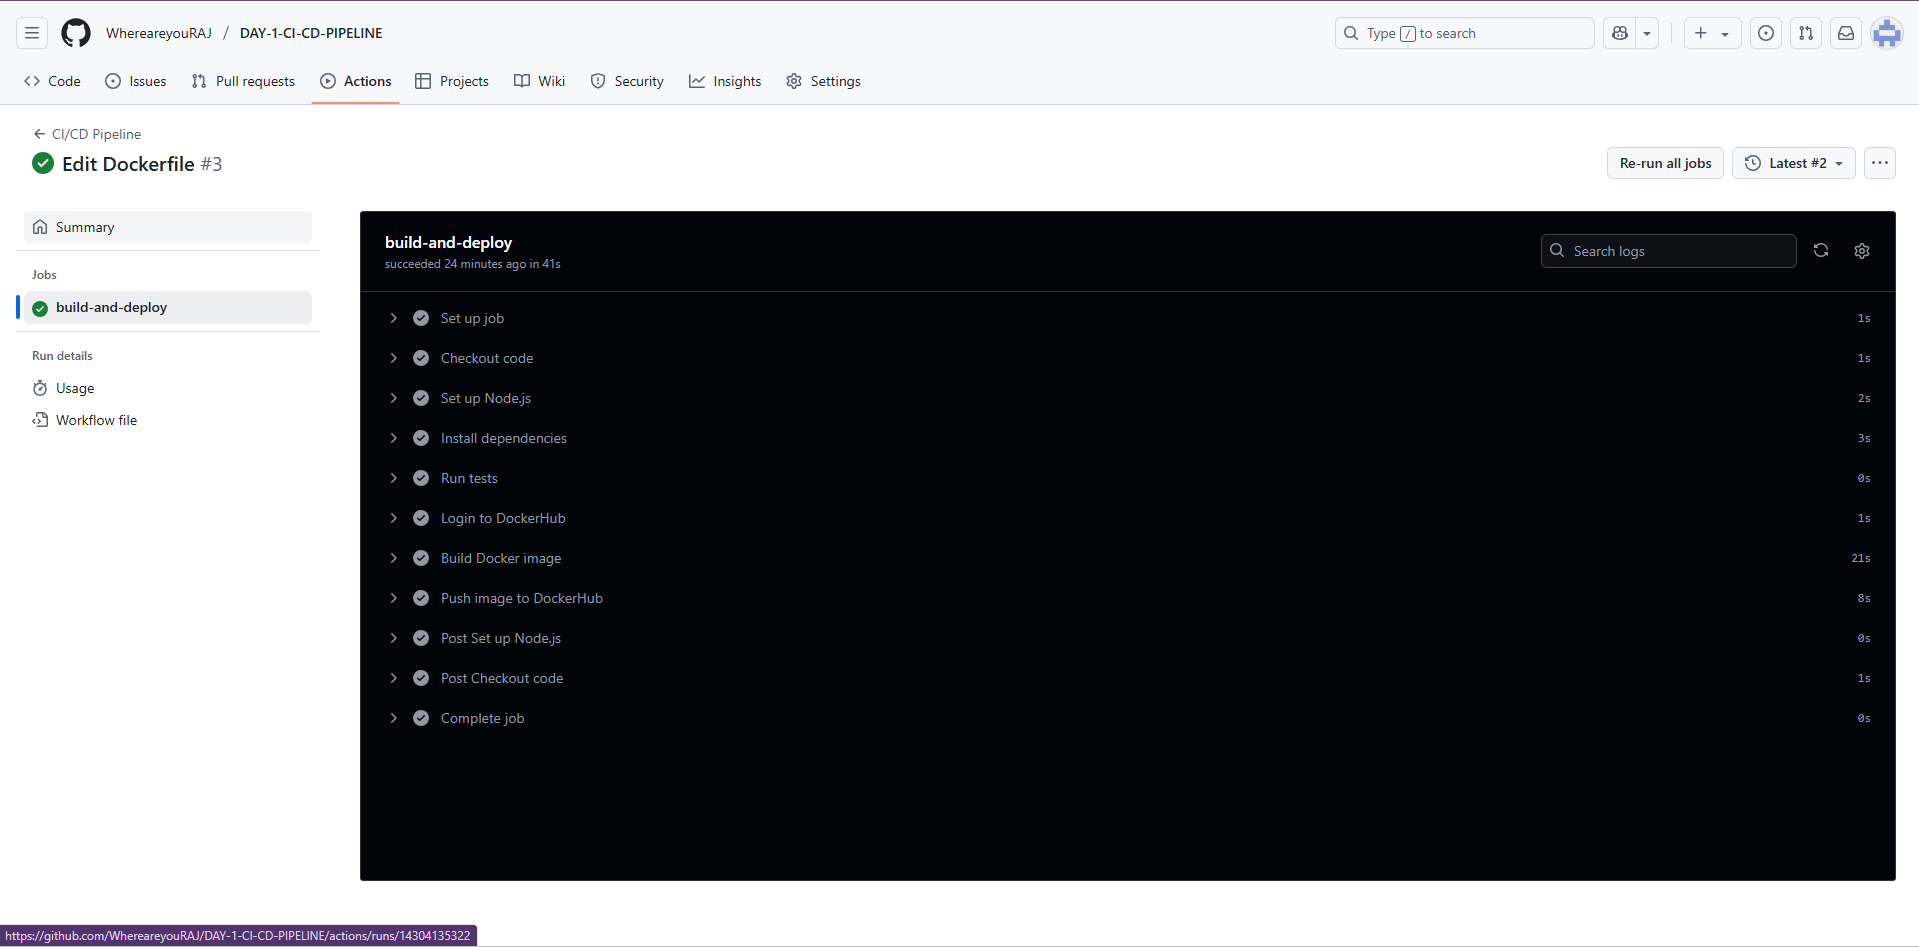 WhereareyouRAJ / DAY-1-CI-CD-PIPELINE
Type / to search
Code Issues Pull requests Actions Projects Wiki Security Insights Settings
CI/CD Pipeline
Edit Dockerfile #3
Re-run all jobs
Latest #2
Summary
Jobs
build-and-deploy
Run details
Usage
Workflow file
build-and-deploy
succeeded 24 minutes ago in 41s
Search logs
Set up job 1s
Checkout code 1s
Set up Node.js 2s
Install dependencies 3s
Run tests 0s
Login to DockerHub 1s
Build Docker image 21s
Push image to DockerHub 8s
Post Set up Node.js 0s
Post Checkout code 1s
Complete job 0s
https://github.com/WhereareyouRAJ/DAY-1-CI-CD-PIPELINE/actions/runs/14304135322